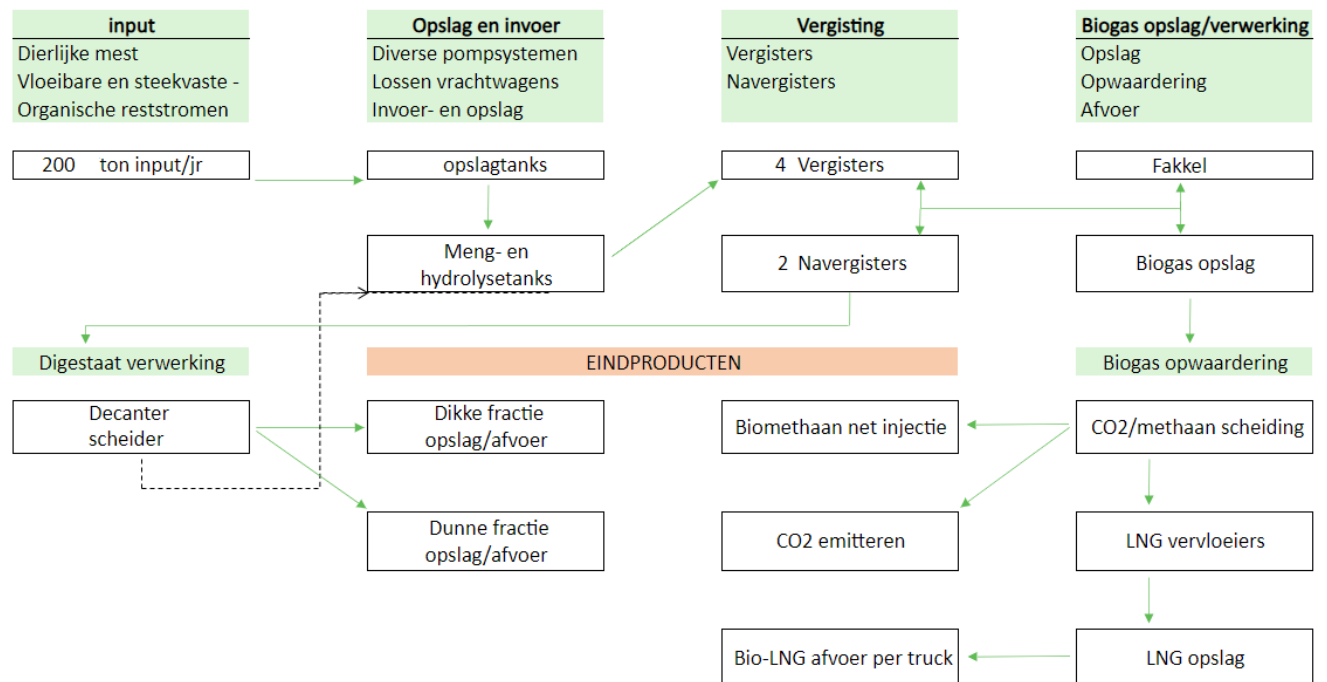 input
Dierlijke mest
Vloeibare en steekvaste -
Organische reststromen
Opslag en invoer
Diverse pompsystemen
Lossen vrachtwagens
Invoer- en opslag
Vergisting
Vergisters
Navergisters
Biogas opslag/verwerking
Opslag
Opwaardering
Afvoer
200 ton input/jr
opslagtanks
4 Vergisters
Fakkel
Meng- en
hydrolysetanks
2 Navergisters
Biogas opslag
Digestaat verwerking
EINDPRODUCTEN
Biogas opwaardering
Decanter
scheider
Dikke fractie
opslag/afvoer
Biomethaan net injectie
CO2/methaan scheiding
Dunne fractie
opslag/afvoer
CO2 emitteren
LNG vervloeiers
Bio-LNG afvoer per truck
LNG opslag